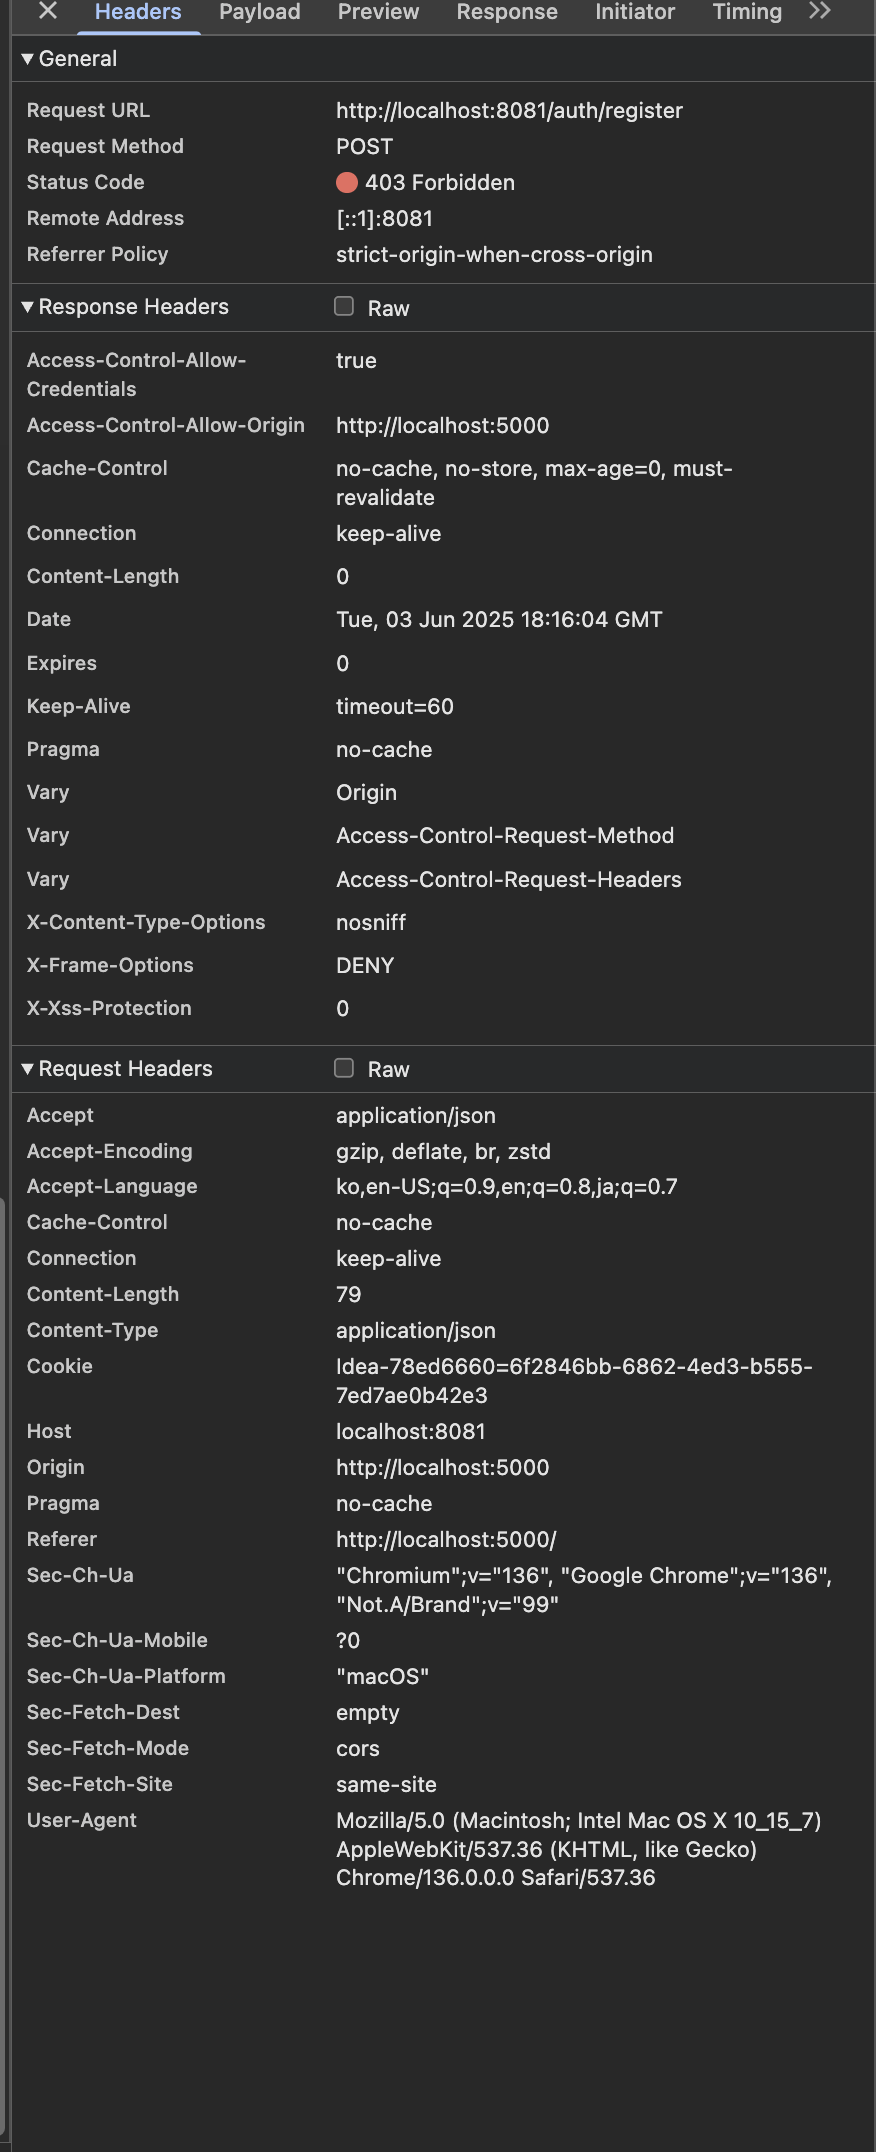 Headers Payload Preview Response Initiator Timing
General
Request URL http://localhost:8081/auth/register
Request Method POST
Status Code 403 Forbidden
Remote Address [::1]:8081
Referrer Policy strict-origin-when-cross-origin
Response Headers Raw
Access-Control-Allow- true
Credentials
Access-Control-Allow-Origin http://localhost:5000
Cache-Control no-cache, no-store, max-age=0, must-
revalidate
Connection keep-alive
Content-Length 0
Date Tue, 03 Jun 2025 18:16:04 GMT
Expires 0
Keep-Alive timeout=60
Pragma no-cache
Vary Origin
Vary Access-Control-Request-Method
Vary Access-Control-Request-Headers
X-Content-Type-Options nosniff
X-Frame-Options DENY
X-Xss-Protection 0
Request Headers Raw
Accept application/json
Accept-Encoding gzip, deflate, br, zstd
Accept-Language ko,en-US;q=0.9,en;q=0.8,ja;q=0.7
Cache-Control no-cache
Connection keep-alive
Content-Length 79
Content-Type application/json
Cookie Idea-78ed6660=6f2846bb-6862-4ed3-b555-
7ed7ae0b42e3
Host localhost:8081
Origin http://localhost:5000
Pragma no-cache
Referer http://localhost:5000/
Sec-Ch-Ua "Chromium";v="136", "Google Chrome";v="136",
"Not.A/Brand";v="99"
Sec-Ch-Ua-Mobile ?0
Sec-Ch-Ua-Platform "macOS"
Sec-Fetch-Dest empty
Sec-Fetch-Mode cors
Sec-Fetch-Site same-site
User-Agent Mozilla/5.0 (Macintosh; Intel Mac OS X 10_15_7)
AppleWebKit/537.36 (KHTML, like Gecko)
Chrome/136.0.0.0 Safari/537.36